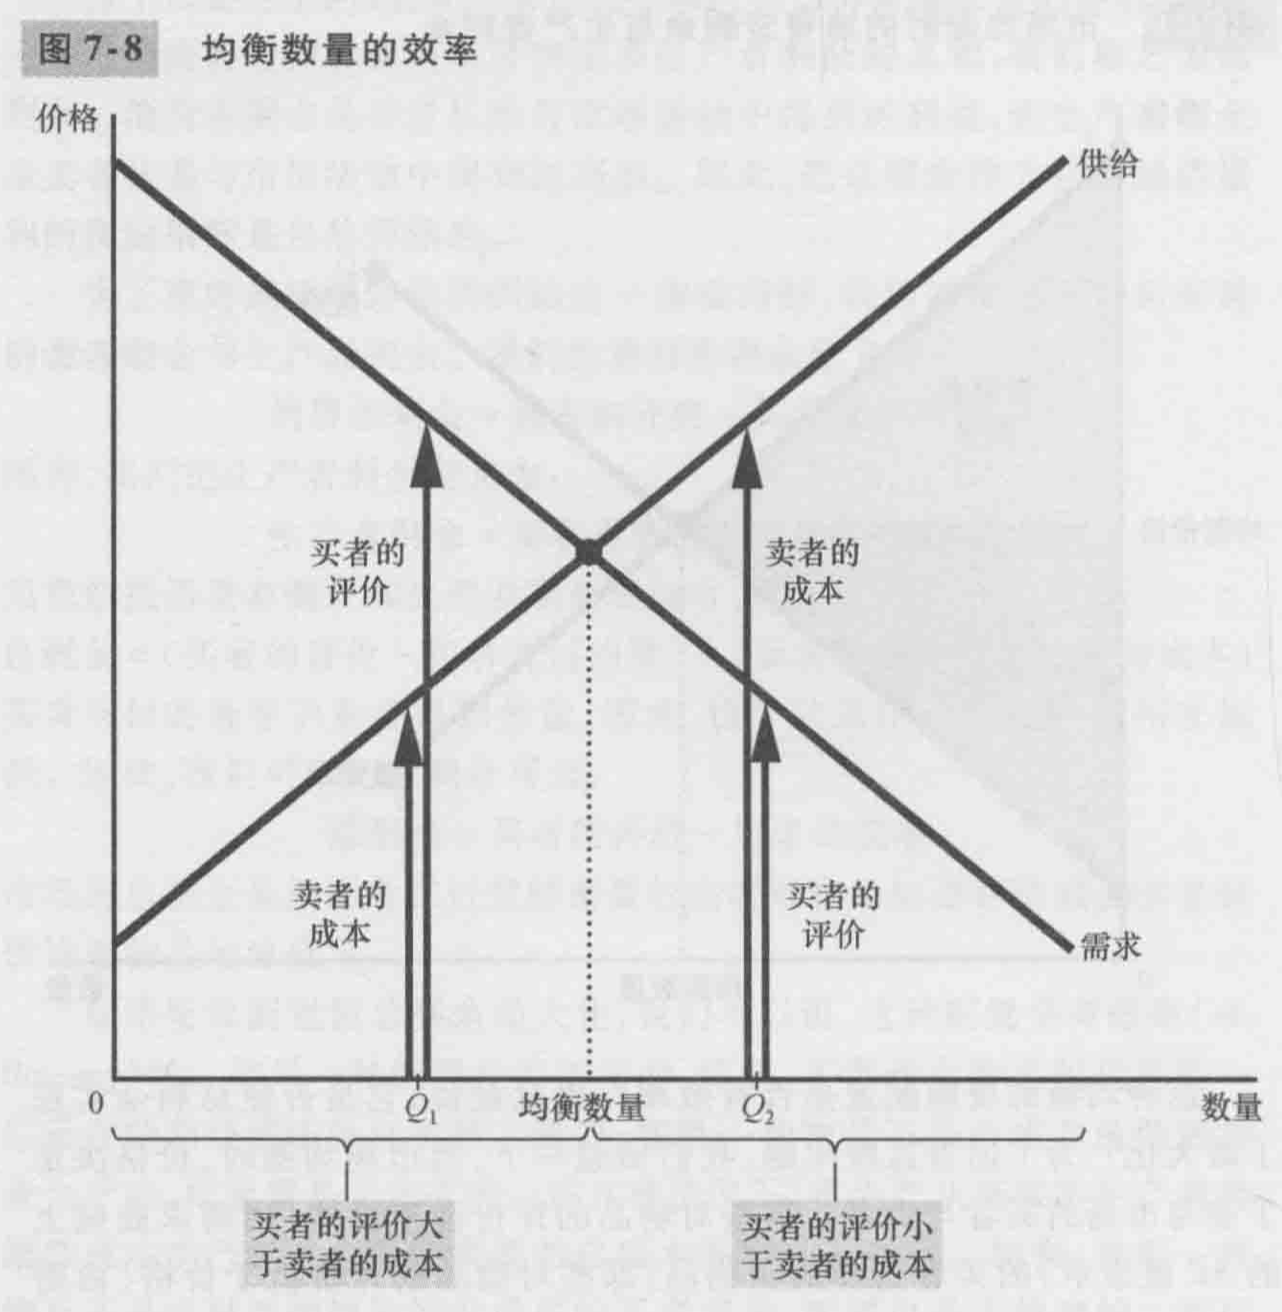 图 7-8 均衡数量的效率
价格
供给
买者的
评价
卖者的
成本
卖者的
成本
买者的
评价
需求
0
Q₁
均衡数量
Q₂
数量
买者的评价大
于卖者的成本
买者的评价小
于卖者的成本